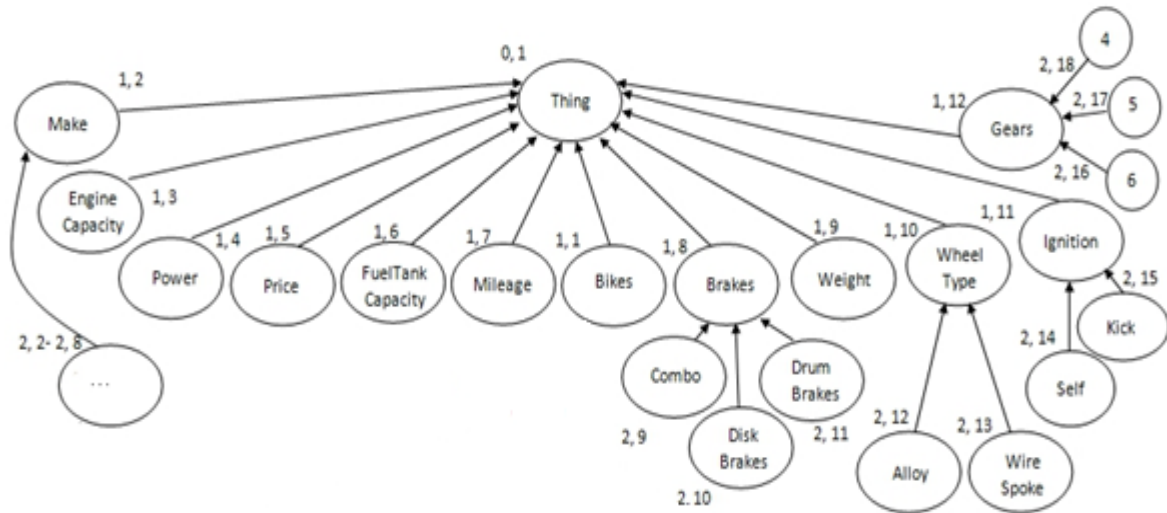 0, 1
Thing
1, 2
Make
1, 3
Engine
Capacity
1, 4
Power
1, 5
Price
1, 6
FuelTank
Capacity
1, 7
Mileage
1, 1
Bikes
1, 8
Brakes
1, 9
Weight
1, 10
Wheel
Type
1, 11
Ignition
1, 12
Gears
2, 18
4
2, 17
5
2, 16
6
2, 15
Kick
2, 14
Self
2, 2- 2, 8
...
Combo
2, 9
Disk
Brakes
2. 10
Drum
Brakes
2, 11
2, 12
Alloy
2, 13
Wire
Spoke